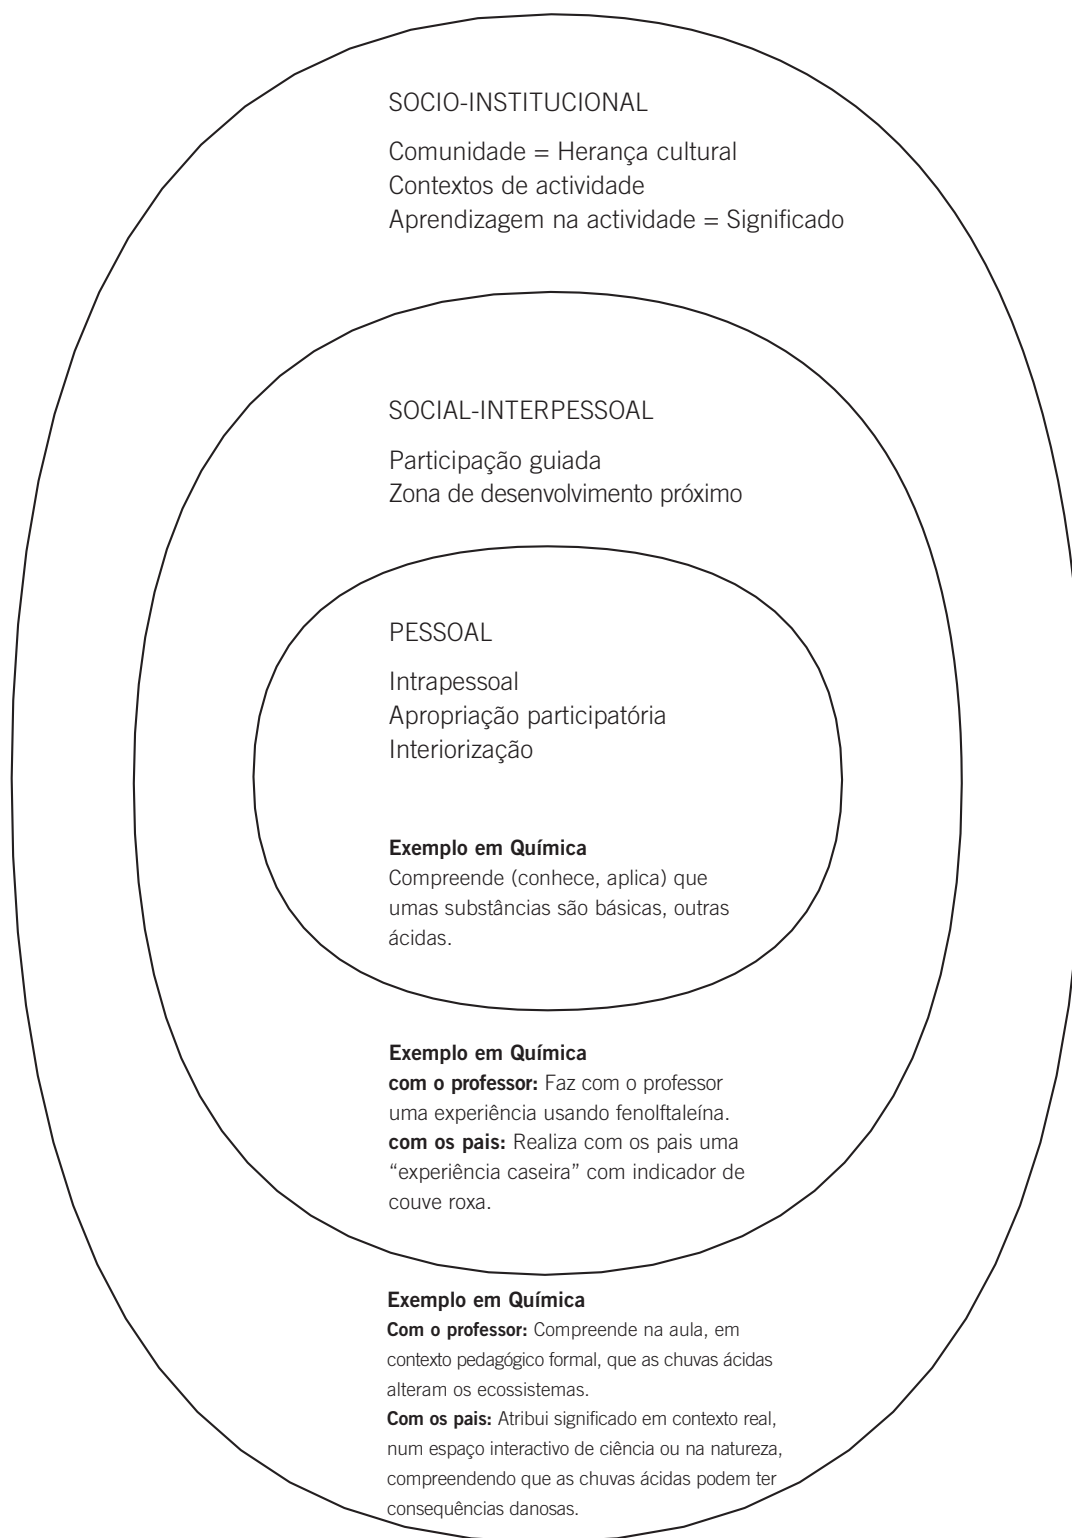 SOCIO-INSTITUCIONAL
Comunidade = Herança cultural
Contextos de actividade
Aprendizagem na actividade = Significado
SOCIAL-INTERPESSOAL
Participação guiada
Zona de desenvolvimento próximo
PESSOAL
Intrapessoal
Apropriação participatória
Interiorização
Exemplo em Química
Compreende (conhece, aplica) que
umas substâncias são básicas, outras
ácidas.
Exemplo em Química
com o professor: Faz com o professor
uma experiência usando fenolftaleína.
com os pais: Realiza com os pais uma
“experiência caseira” com indicador de
couve roxa.
Exemplo em Química
Com o professor: Compreende na aula, em
contexto pedagógico formal, que as chuvas ácidas
alteram os ecossistemas.
Com os pais: Atribui significado em contexto real,
num espaço interactivo de ciência ou na natureza,
compreendendo que as chuvas ácidas podem ter
consequências danosas.